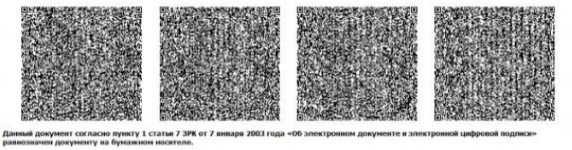 Данный документ согласно пункту 1 статьи 7 ЗРК от 7 января 2003 года «Об электронном документе и электронной цифровой подписи»
равнозначен документу на бумажном носителе.